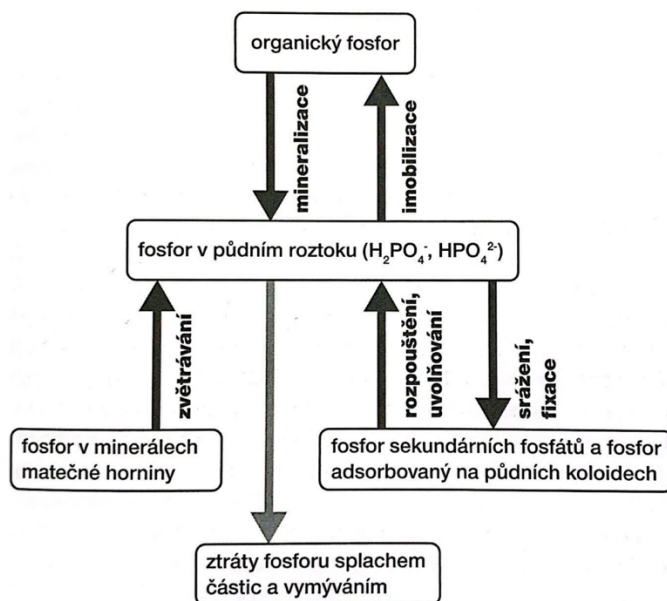 organický fosfor
mineralizace
imobilizace
fosfor v půdním roztoku (H₂PO₄⁻, HPO₄²⁻)
zvětrávání
rozpouštění,
uvolňování
srážení,
fixace
fosfor v minerálech
matečné horniny
fosfor sekundárních fosfátů a fosfor
adsorbovaný na půdních koloidech
ztráty fosforu splachem
částic a vymýváním